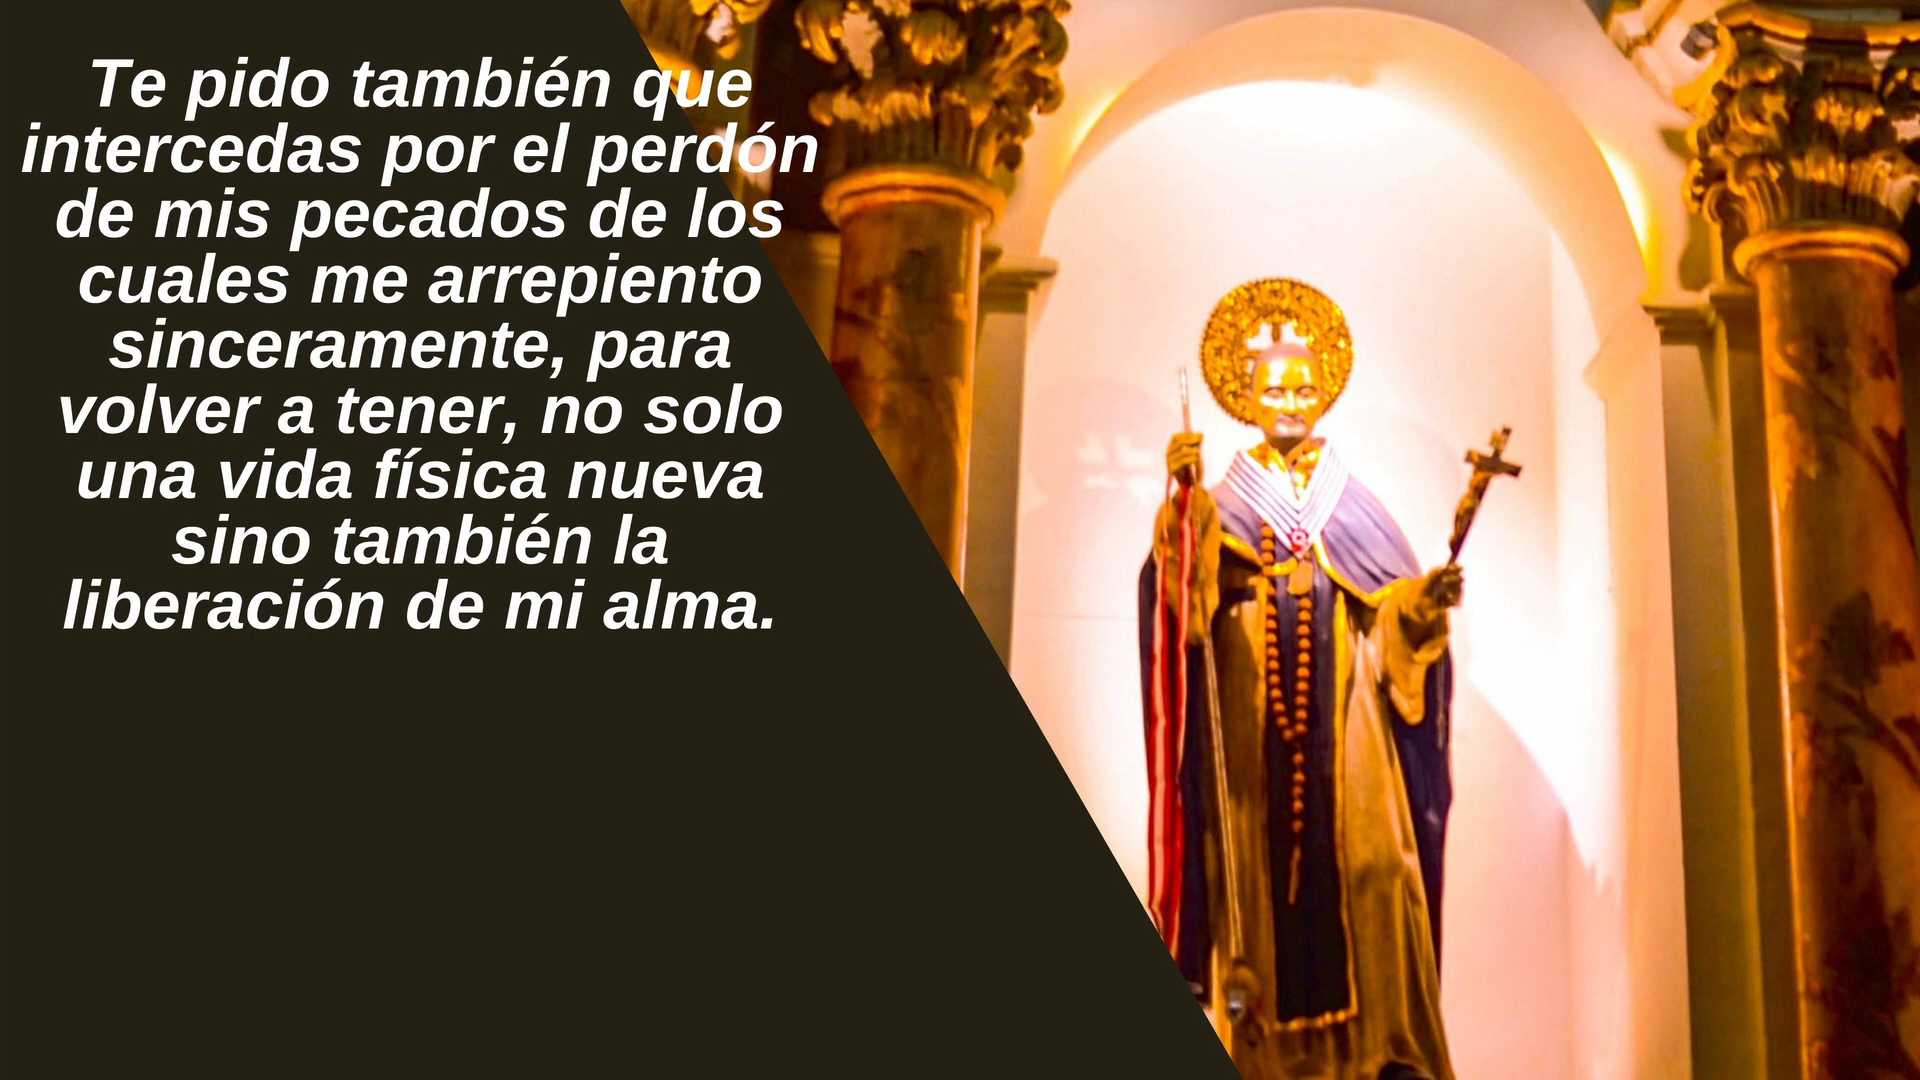 Te pido también que
intercedas por el perdón
de mis pecados de los
cuales me arrepiento
sinceramente, para
volver a tener, no solo
una vida física nueva
sino también la
liberación de mi alma.